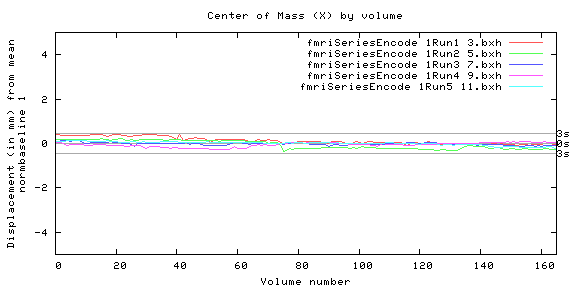 Center of Mass (X) by volume
fmriSeriesEncode 1Run1 3.bxh
fmriSeriesEncode 1Run2 5.bxh
fmriSeriesEncode 1Run3 7.bxh
fmriSeriesEncode 1Run4 9.bxh
fmriSeriesEncode 1Run5 11.bxh
Displacement (in mm) from mean
normbaseline 1
4
2
0
-2
-4
3s
0s
3s
0 20 40 60 80 100 120 140 160
Volume number